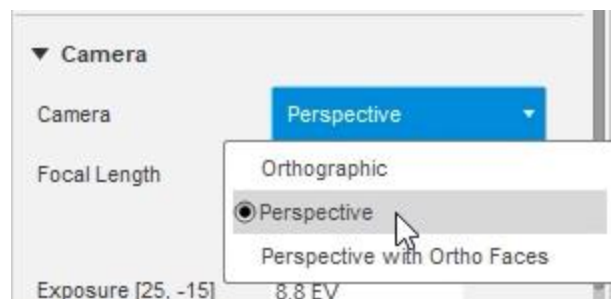 Camera
Camera Perspective
Focal Length
Orthographic
Perspective
Perspective with Ortho Faces
Exposure [25, -15] 8.8 EV